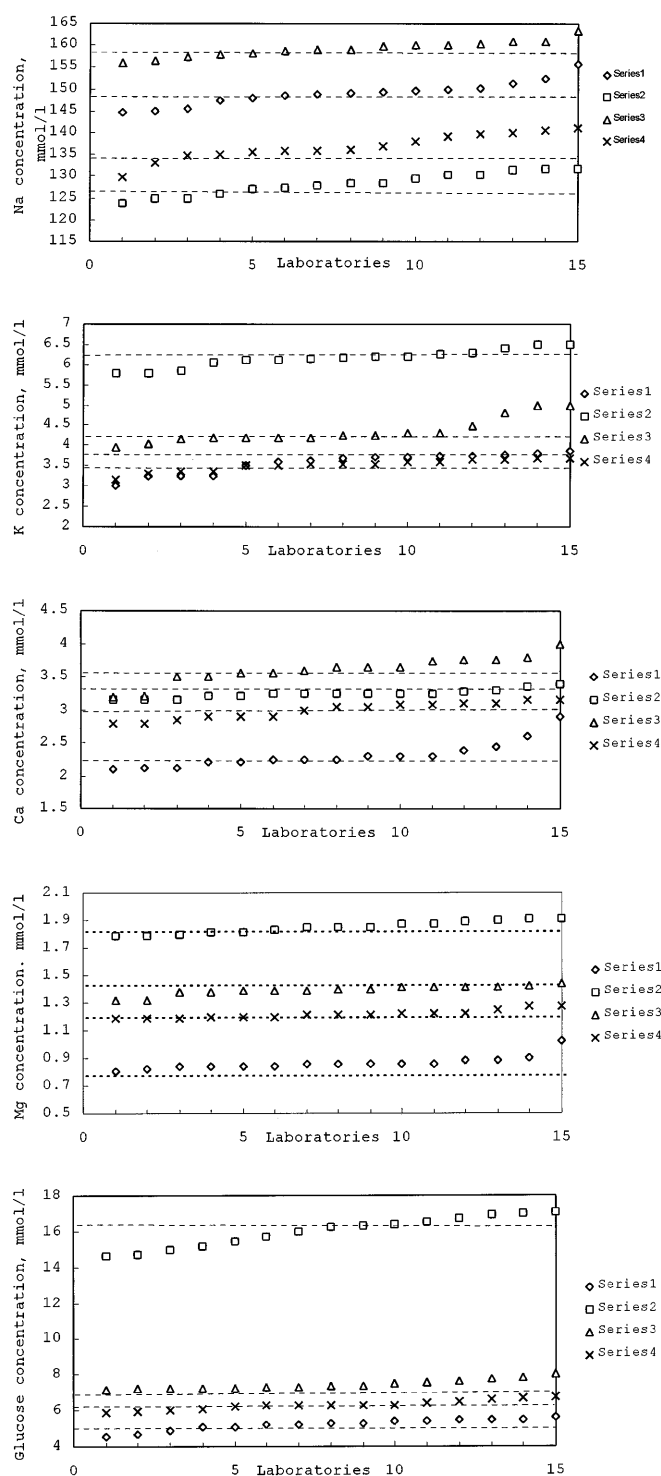 Na concentration,
mmol/l
165
160
155
150
145
140
135
130
125
120
115
0
5
Laboratories
10
15
Series1
Series2
Series3
Series4
K concentration, mmol/l
7
6.5
6
5.5
5
4.5
4
3.5
3
2.5
2
0
5
Laboratories
10
15
Series1
Series2
Series3
Series4
Ca concentration, mmol/l
4.5
4
3.5
3
2.5
2
1.5
0
5
Laboratories
10
15
Series1
Series2
Series3
Series4
Mg concentration. mmol/l
2.1
1.9
1.7
1.5
1.3
1.1
0.9
0.7
0.5
0
5
Laboratories
10
15
Series1
Series2
Series3
Series4
Glucose concentration, mmol/l
18
16
14
12
10
8
6
4
0
5
Laboratories
10
15
Series1
Series2
Series3
Series4